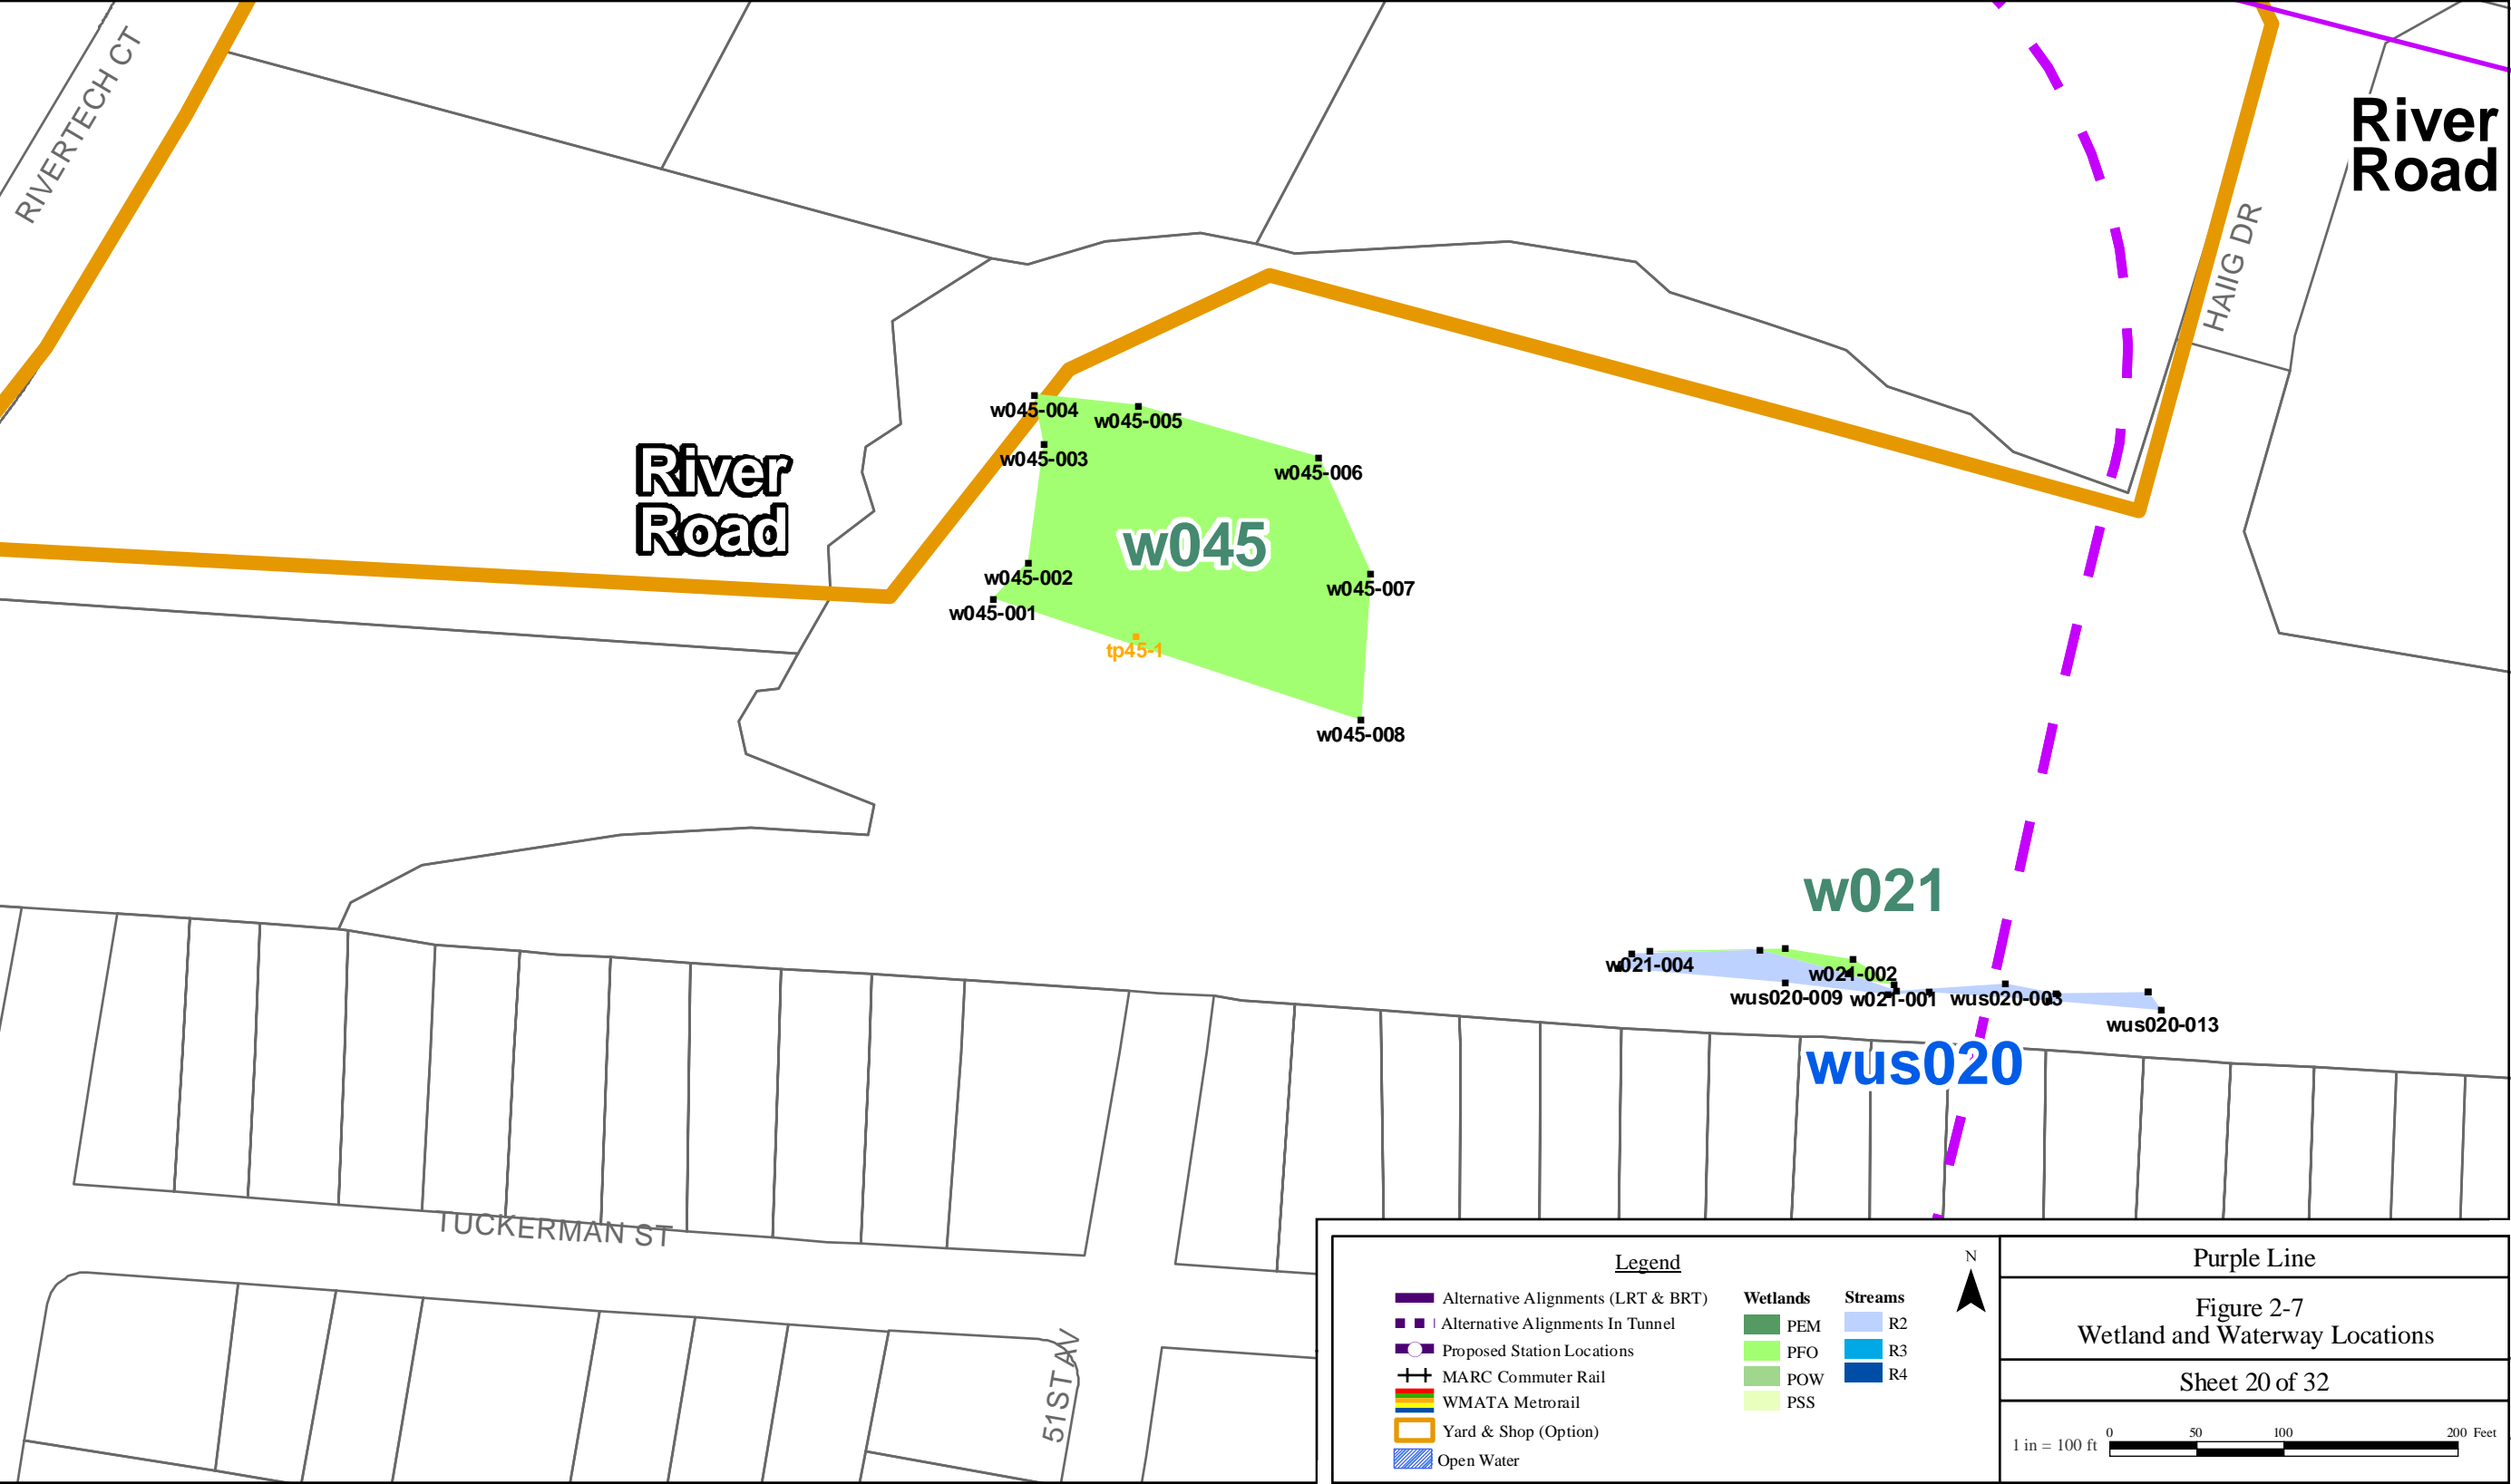 RIVERTECH CT
River
Road
HAIIG DR
w045-004
w045-005
w045-003
w045-006
River
Road
w045
w045-002
w045-007
w045-001
tp45-1
w045-008
w021
w021-004
w021-002
wus020-009
w021-001
wus020-003
wus020-013
wus020
TUCKERMAN ST
51ST AV
Legend
Alternative Alignments (LRT & BRT)
Alternative Alignments In Tunnel
Proposed Station Locations
MARC Commuter Rail
WMATA Metrorail
Yard & Shop (Option)
Open Water
Wetlands
PEM
PFO
POW
PSS
Streams
R2
R3
R4
N
Purple Line
Figure 2-7
Wetland and Waterway Locations
Sheet 20 of 32
1 in = 100 ft
0 50 100 200 Feet